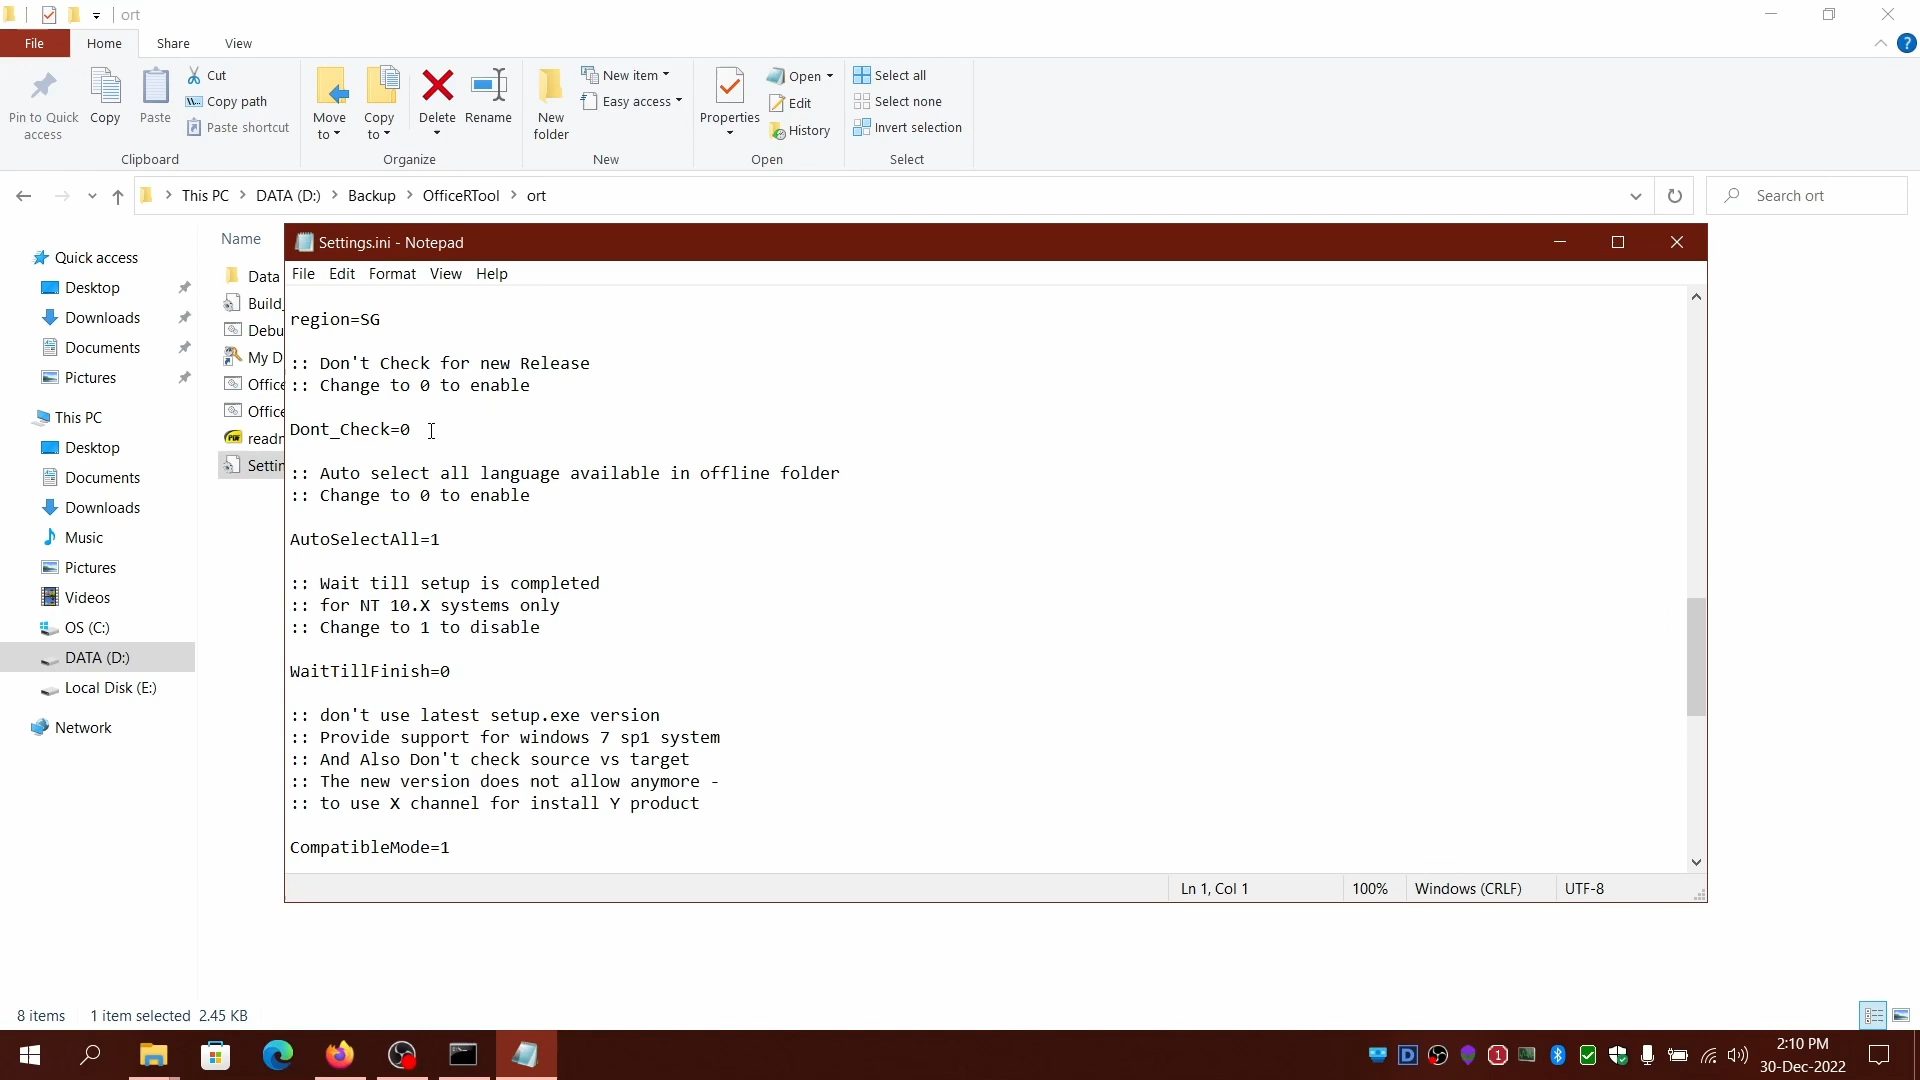 ort
File Home Share View
Pin to Quick access
Copy
Paste
Cut
Copy path
Paste shortcut
Clipboard
Move to
Copy to
Delete
Rename
Organize
New folder
New item
Easy access
New
Properties
Open
Edit
History
Open
Select all
Select none
Invert selection
Select
This PC > DATA (D:) > Backup > OfficeRTool > ort
Search ort
Quick access
Desktop
Downloads
Documents
Pictures
This PC
Desktop
Documents
Downloads
Music
Pictures
Videos
OS (C:)
DATA (D:)
Local Disk (E:)
Network
Name
Data
Build_
Debu
My D
Office
Office
readn
Settin
Settings.ini - Notepad
File Edit Format View Help
region=SG
:: Don't Check for new Release
:: Change to 0 to enable
Dont_Check=0
:: Auto select all language available in offline folder
:: Change to 0 to enable
AutoSelectAll=1
:: Wait till setup is completed
:: for NT 10.X systems only
:: Change to 1 to disable
WaitTillFinish=0
:: don't use latest setup.exe version
:: Provide support for windows 7 sp1 system
:: And Also Don't check source vs target
:: The new version does not allow anymore -
:: to use X channel for install Y product
CompatibleMode=1
Ln 1, Col 1 100% Windows (CRLF) UTF-8
8 items 1 item selected 2.45 KB
2:10 PM
30-Dec-2022